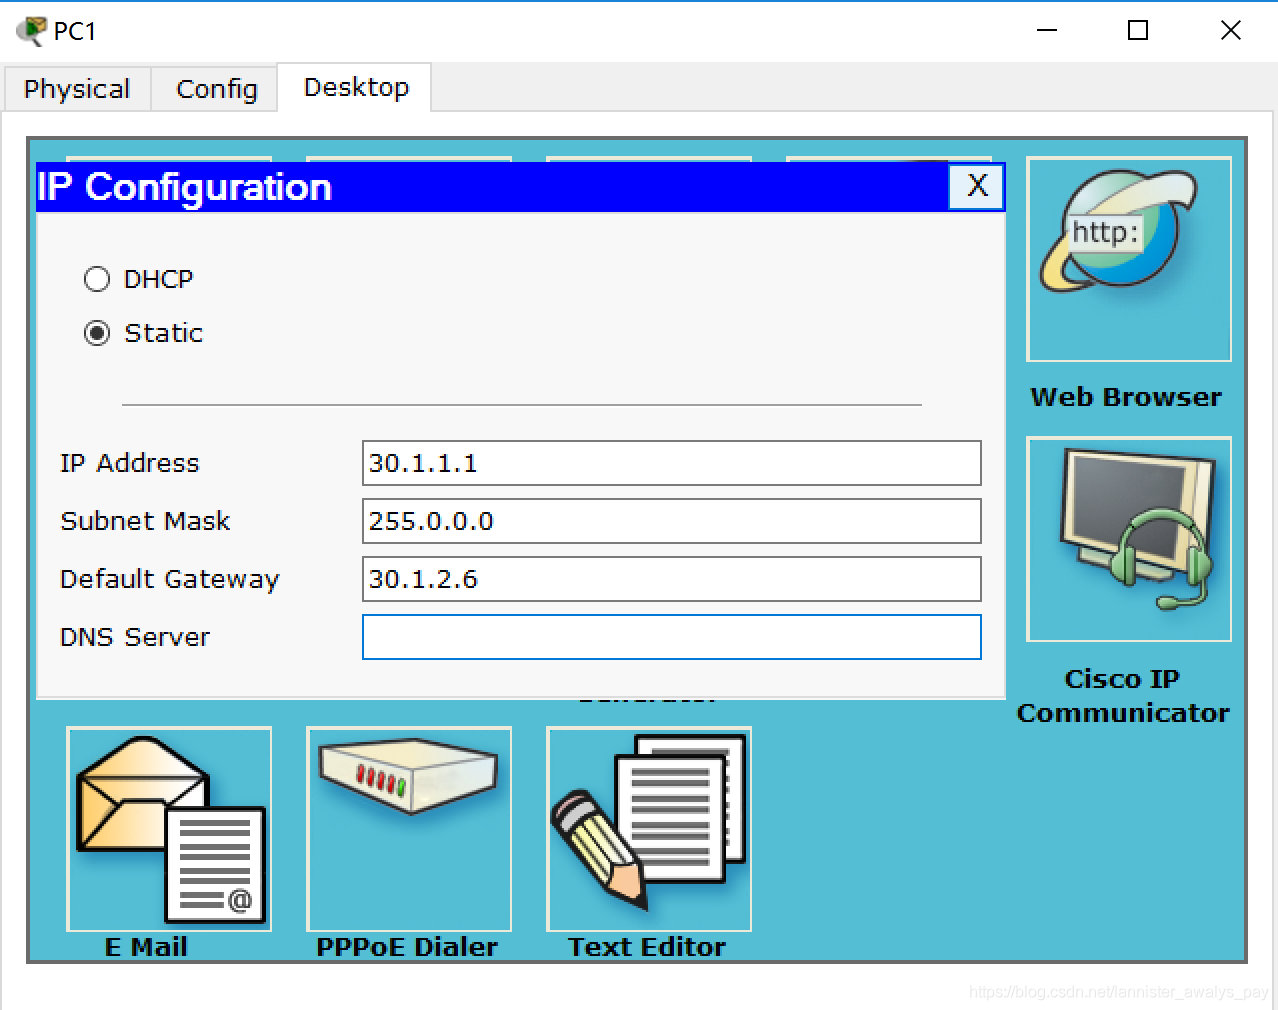 PC1
Physical
Config
Desktop
IP Configuration
X
DHCP
Static
IP Address
30.1.1.1
Subnet Mask
255.0.0.0
Default Gateway
30.1.2.6
DNS Server
http:
Web Browser
Cisco IP
Communicator
@
E Mail
PPPoE Dialer
Text Editor
https://blog.csdn.net/lannister_awalys_pay